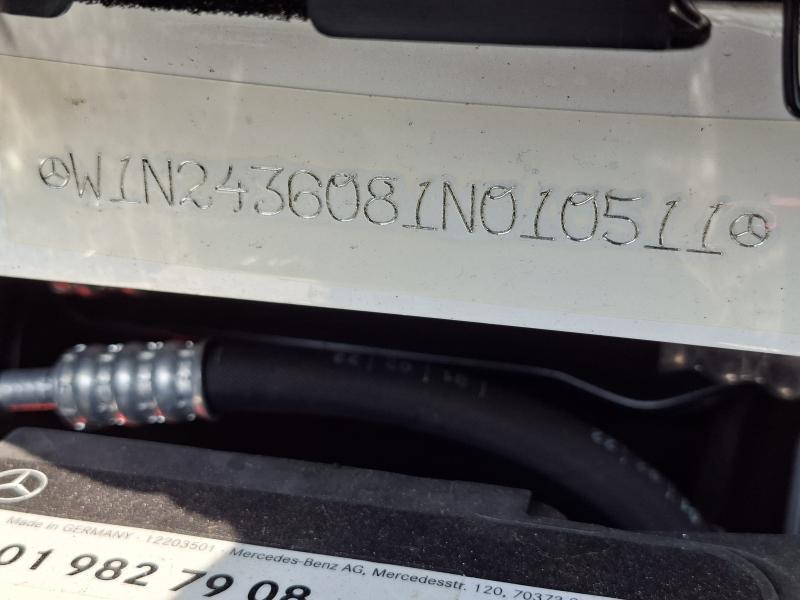 W1N2436081N010511
Made in GERMANY · 12203501 · Mercedes-Benz AG, Mercedesstr. 120, 70372
01 982 79 08